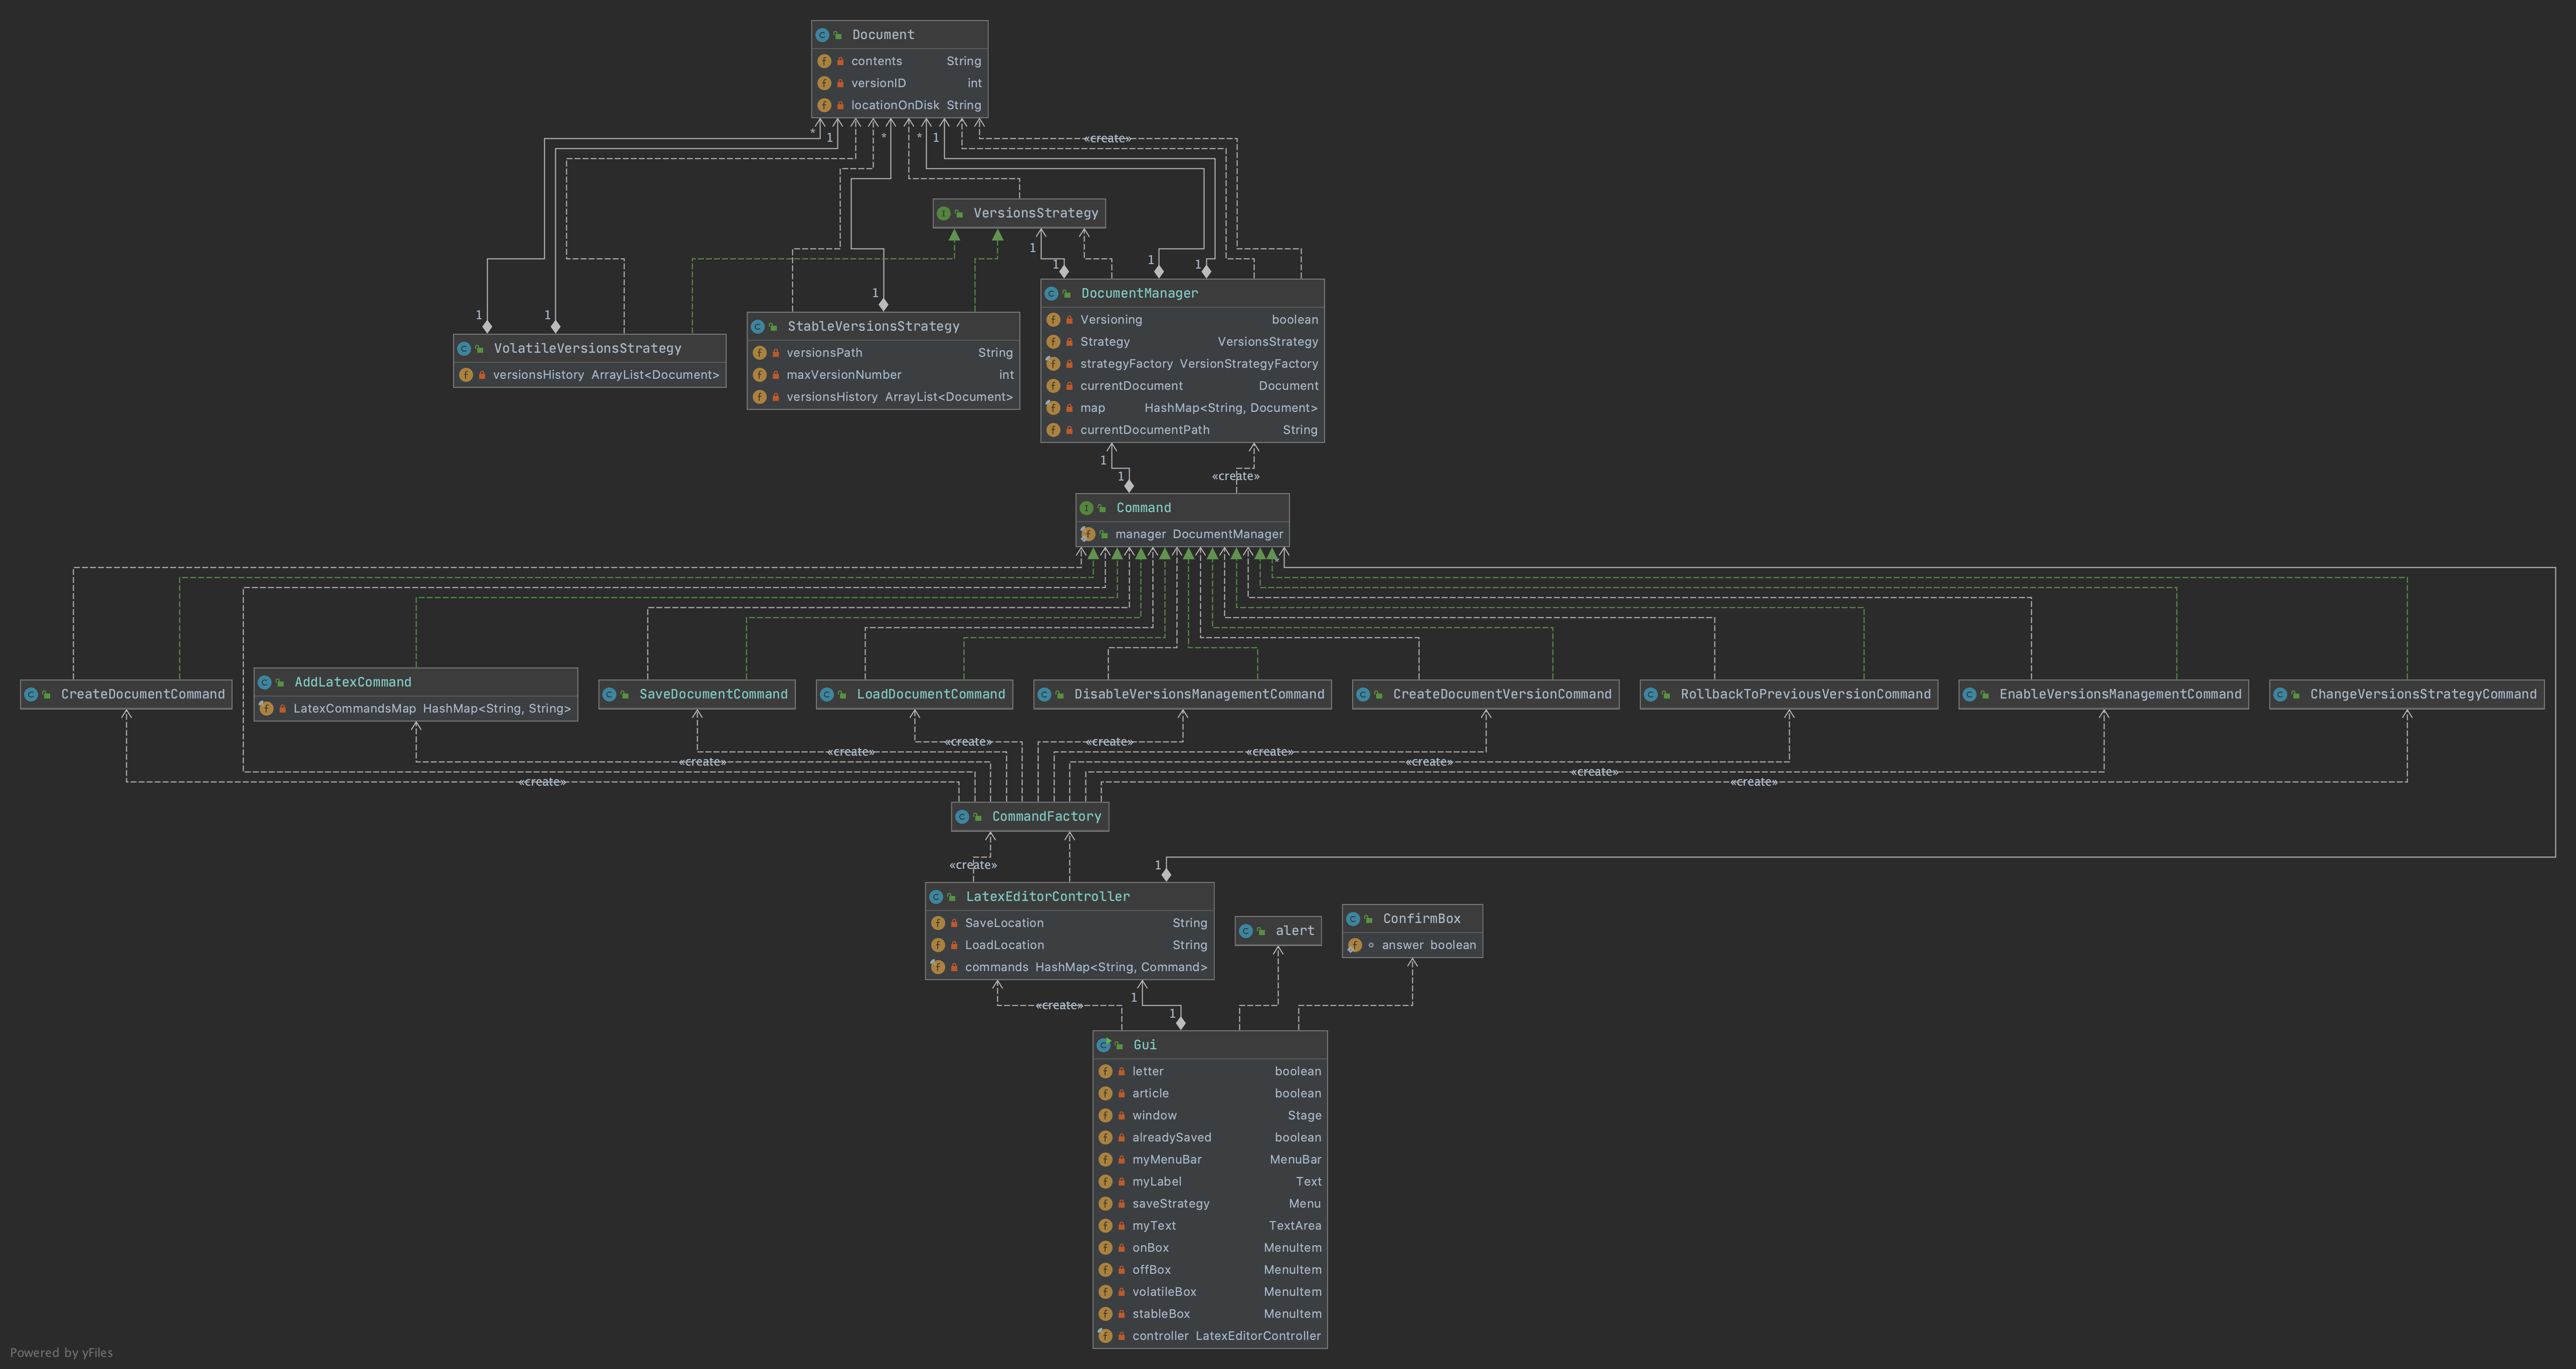 Document
contents String
versionID int
locationOnDisk String
* 1 * * 1
«create»
VersionsStrategy
1
1 1 1
DocumentManager
Versioning boolean
Strategy VersionsStrategy
strategyFactory VersionStrategyFactory
currentDocument Document
map HashMap<String, Document>
currentDocumentPath String
1
StableVersionsStrategy
versionsPath String
maxVersionNumber int
versionsHistory ArrayList<Document>
1 1
VolatileVersionsStrategy
versionsHistory ArrayList<Document>
1
1 «create»
Command
manager DocumentManager
*
CreateDocumentCommand
AddLatexCommand
LatexCommandsMap HashMap<String, String>
SaveDocumentCommand
LoadDocumentCommand
DisableVersionsManagementCommand
CreateDocumentVersionCommand
RollbackToPreviousVersionCommand
EnableVersionsManagementCommand
ChangeVersionsStrategyCommand
«create» «create»
«create» «create»
«create» «create»
«create»
«create» «create»
CommandFactory
«create» 1
LatexEditorController
SaveLocation String
LoadLocation String
commands HashMap<String, Command>
alert
ConfirmBox
answer boolean
«create» 1
1
Gui
letter boolean
article boolean
window Stage
alreadySaved boolean
myMenuBar MenuBar
myLabel Text
saveStrategy Menu
myText TextArea
onBox MenuItem
offBox MenuItem
volatileBox MenuItem
stableBox MenuItem
controller LatexEditorController
Powered by yFiles